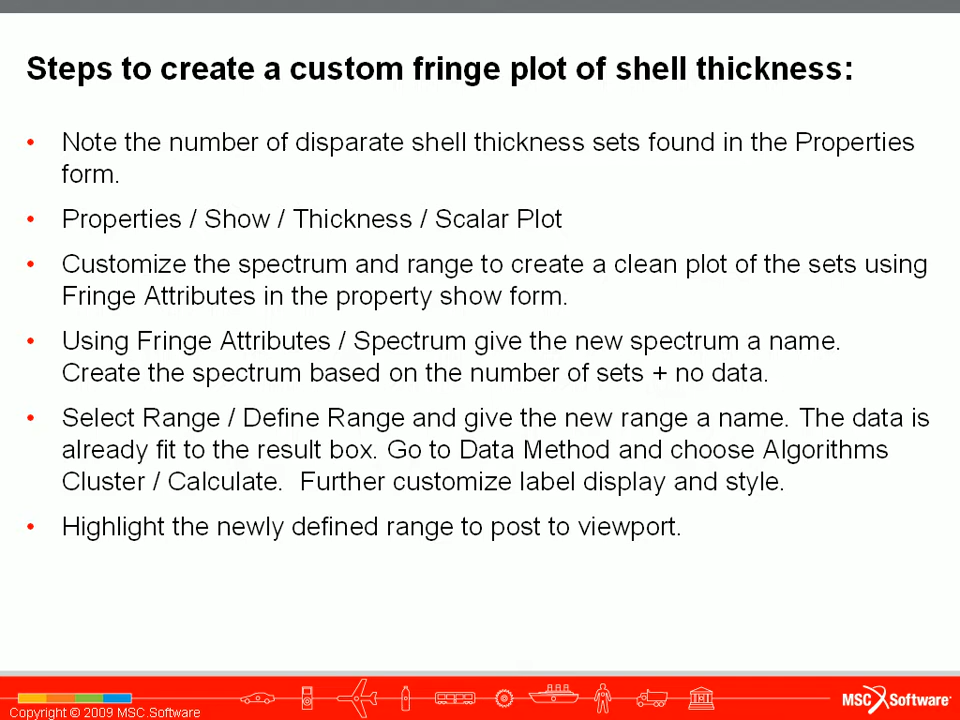 Steps to create a custom fringe plot of shell thickness:
• Note the number of disparate shell thickness sets found in the Properties
form.
• Properties / Show / Thickness / Scalar Plot
• Customize the spectrum and range to create a clean plot of the sets using
Fringe Attributes in the property show form.
• Using Fringe Attributes / Spectrum give the new spectrum a name.
Create the spectrum based on the number of sets + no data.
• Select Range / Define Range and give the new range a name. The data is
already fit to the result box. Go to Data Method and choose Algorithms
Cluster / Calculate.  Further customize label display and style.
• Highlight the newly defined range to post to viewport.
Copyright © 2009 MSC Software
MSC Software